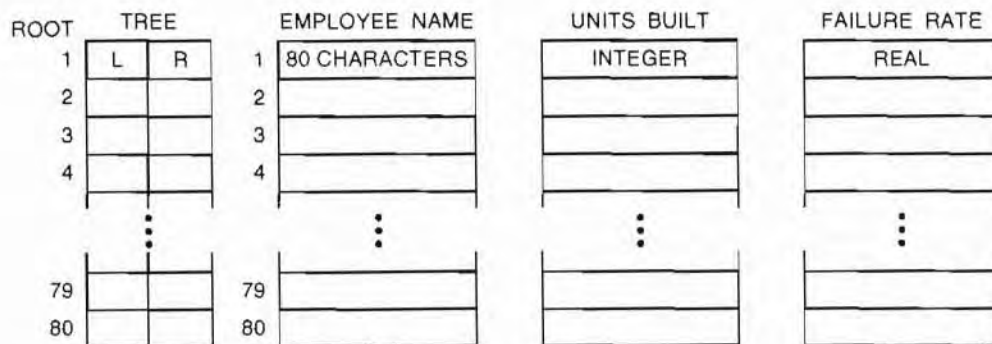 ROOT TREE EMPLOYEE NAME UNITS BUILT FAILURE RATE
1 L R 1 80 CHARACTERS INTEGER REAL
2 2
3 3
4 4
79 79
80 80